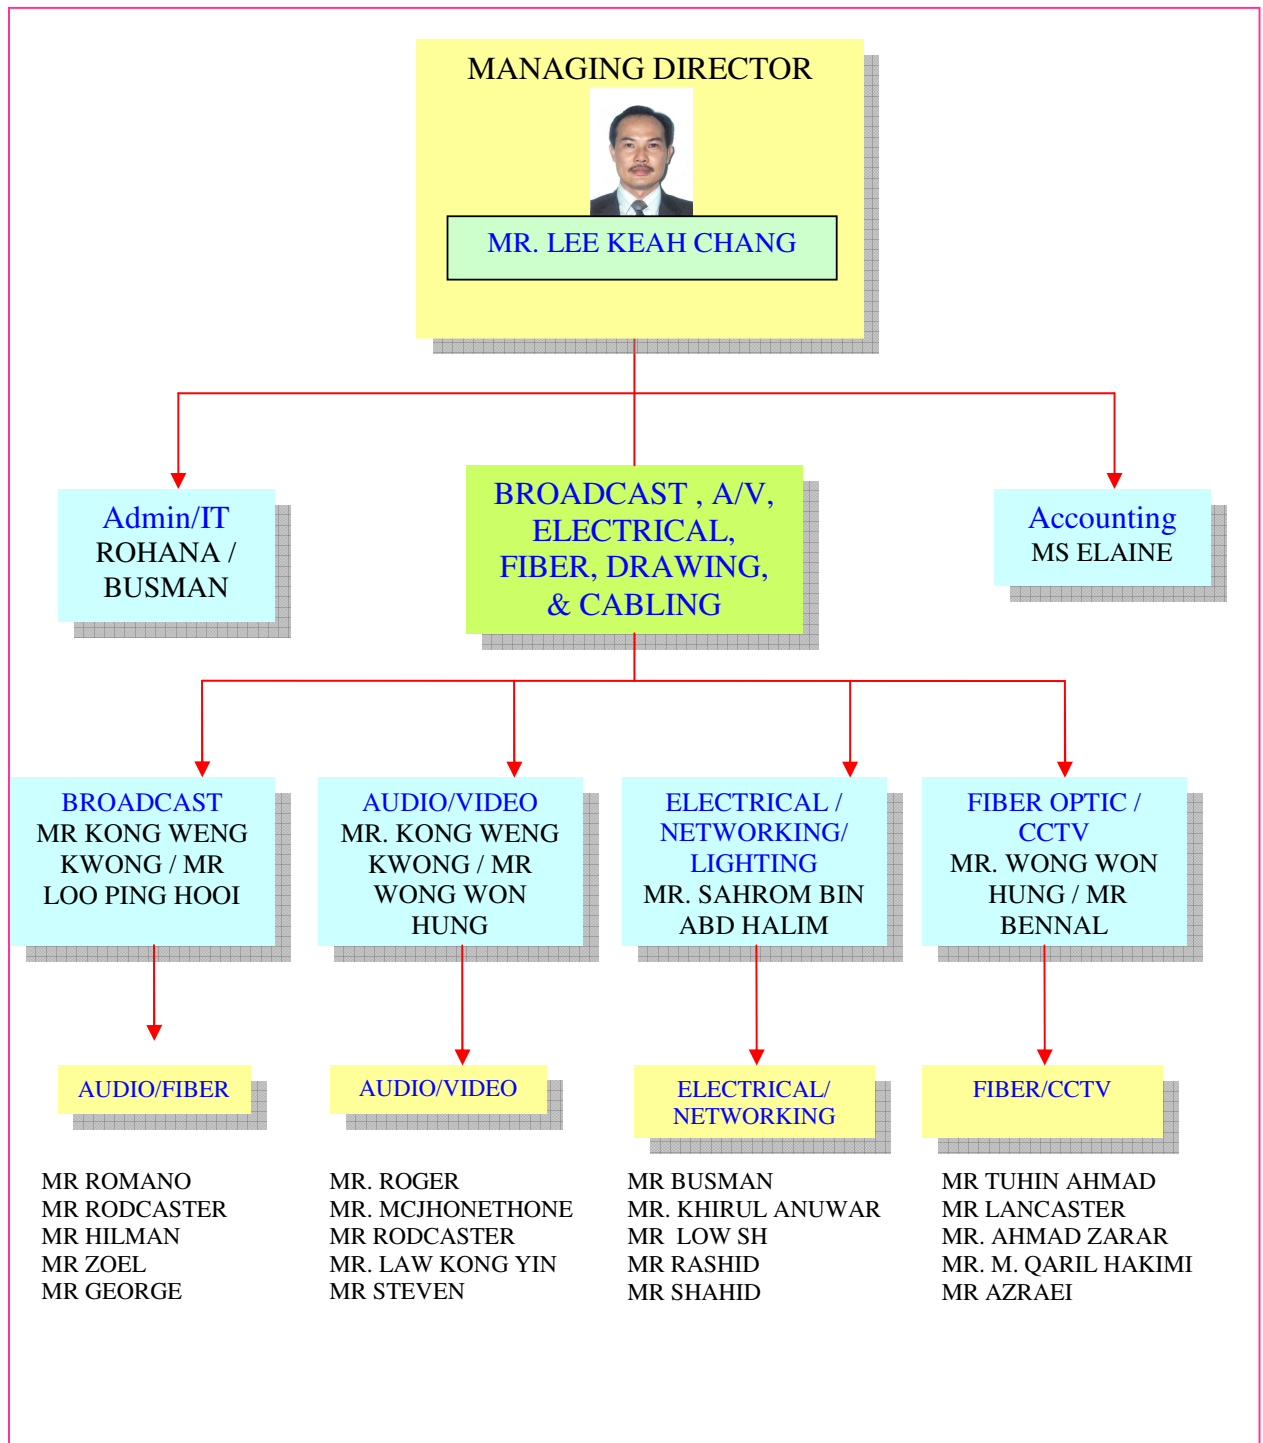 MANAGING DIRECTOR
MR. LEE KEAH CHANG
Admin/IT
ROHANA /
BUSMAN
BROADCAST , A/V,
ELECTRICAL,
FIBER, DRAWING,
& CABLING
Accounting
MS ELAINE
BROADCAST
MR KONG WENG
KWONG / MR
LOO PING HOOI
AUDIO/VIDEO
MR. KONG WENG
KWONG / MR
WONG WON
HUNG
ELECTRICAL /
NETWORKING/
LIGHTING
MR. SAHROM BIN
ABD HALIM
FIBER OPTIC /
CCTV
MR. WONG WON
HUNG / MR
BENNAL
AUDIO/FIBER
AUDIO/VIDEO
ELECTRICAL/
NETWORKING
FIBER/CCTV
MR ROMANO
MR RODCASTER
MR HILMAN
MR ZOEL
MR GEORGE
MR. ROGER
MR. MCJHONETHONE
MR RODCASTER
MR. LAW KONG YIN
MR STEVEN
MR BUSMAN
MR. KHIRUL ANUWAR
MR  LOW SH
MR RASHID
MR SHAHID
MR TUHIN AHMAD
MR LANCASTER
MR. AHMAD ZARAR
MR. M. QARIL HAKIMI
MR AZRAEI